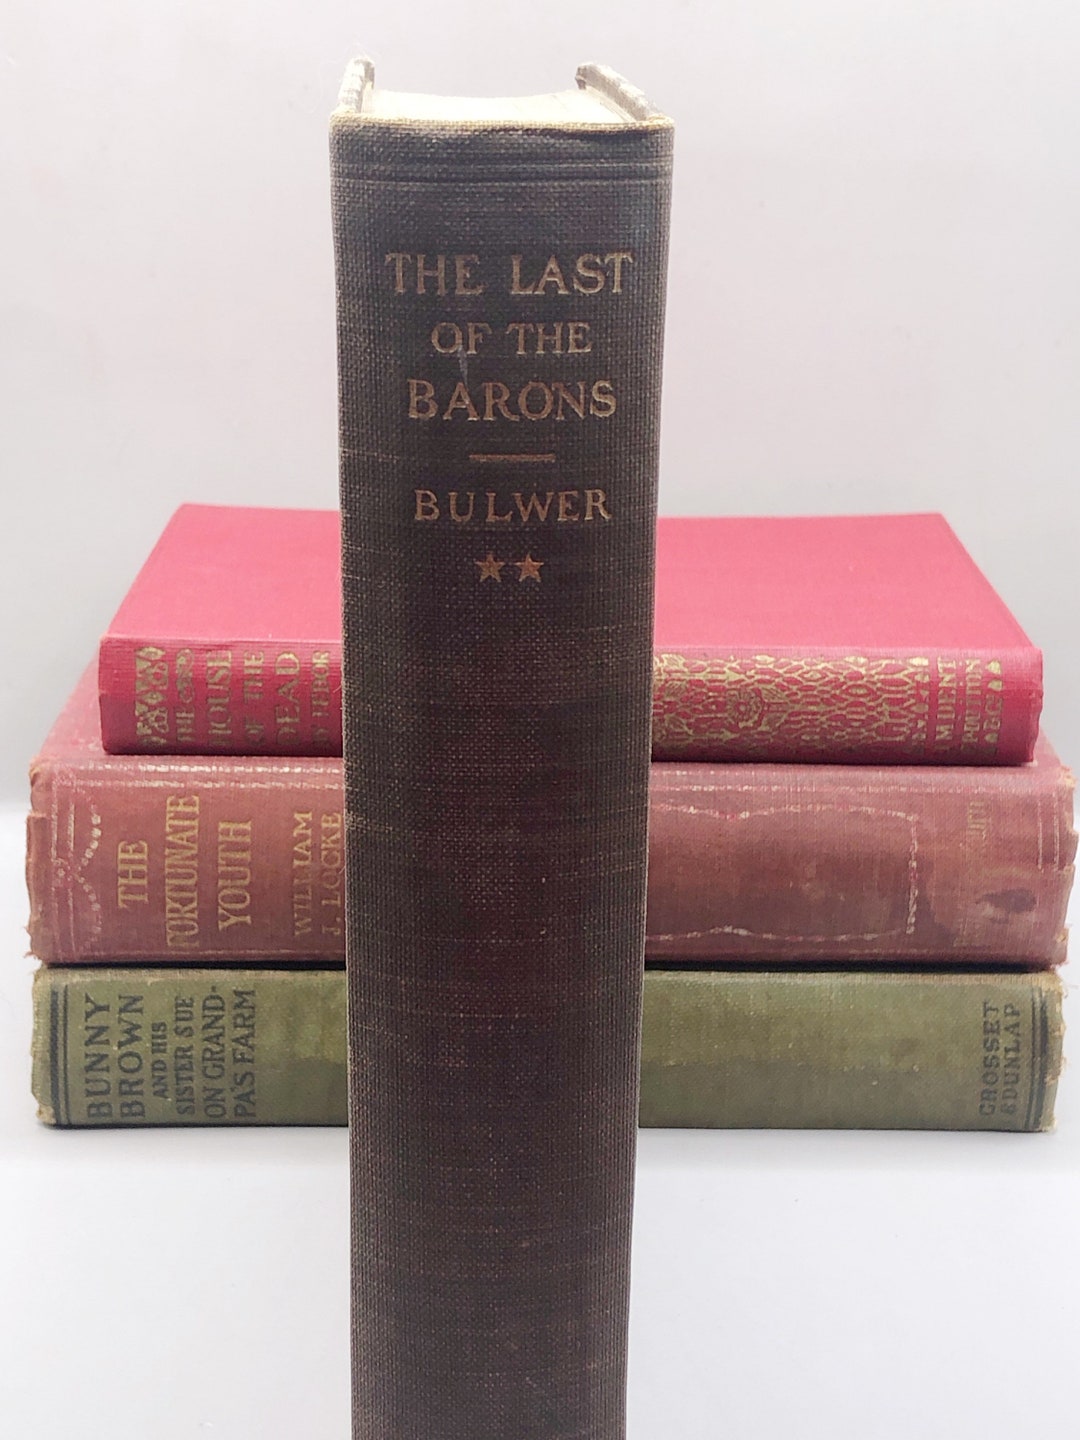 THE LAST
OF THE
BARONS
BULWER
THE
HOUSE
OF THE
DEAD
THE
FORTUNATE
YOUTH
WILLIAM
J. LOCKE
BUNNY
BROWN
AND HIS
SISTER SUE
ON GRAND-
PA'S FARM
GROSSET
& DUNLAP